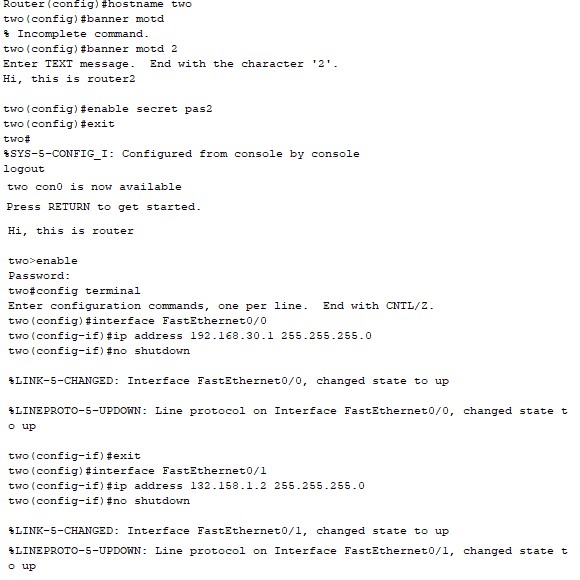 Router(config)#hostname two
two(config)#banner motd
% Incomplete command.
two(config)#banner motd 2
Enter TEXT message.  End with the character '2'.
Hi, this is router2
two(config)#enable secret pas2
two(config)#exit
two#
%SYS-5-CONFIG_I: Configured from console by console
logout
two con0 is now available
Press RETURN to get started.
Hi, this is router
two>enable
Password:
two#config terminal
Enter configuration commands, one per line.  End with CNTL/Z.
two(config)#interface FastEthernet0/0
two(config-if)#ip address 192.168.30.1 255.255.255.0
two(config-if)#no shutdown
%LINK-5-CHANGED: Interface FastEthernet0/0, changed state to up
%LINEPROTO-5-UPDOWN: Line protocol on Interface FastEthernet0/0, changed state t
o up
two(config-if)#exit
two(config)#interface FastEthernet0/1
two(config-if)#ip address 132.158.1.2 255.255.255.0
two(config-if)#no shutdown
%LINK-5-CHANGED: Interface FastEthernet0/1, changed state to up
%LINEPROTO-5-UPDOWN: Line protocol on Interface FastEthernet0/1, changed state t
o up